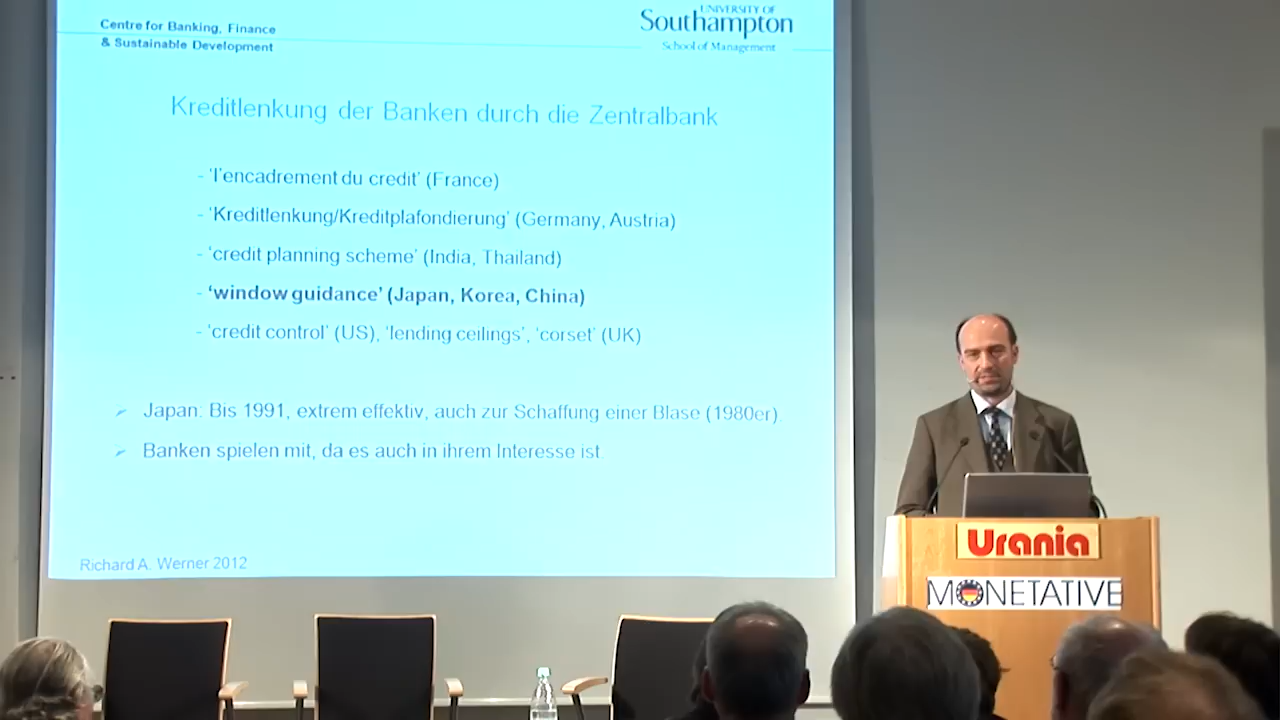 Centre for Banking, Finance
& Sustainable Development
UNIVERSITY OF
Southampton
School of Management
Kreditlenkung der Banken durch die Zentralbank
- 'l'encadrement du credit' (France)
- 'Kreditlenkung/Kreditplafondierung' (Germany, Austria)
- 'credit planning scheme' (India, Thailand)
- 'window guidance' (Japan, Korea, China)
- 'credit control' (US), 'lending ceilings', 'corset' (UK)
➢ Japan: Bis 1991, extrem effektiv, auch zur Schaffung einer Blase (1980er)
➢ Banken spielen mit, da es auch in ihrem Interesse ist.
Richard A. Werner 2012
Urania
MONETATIVE